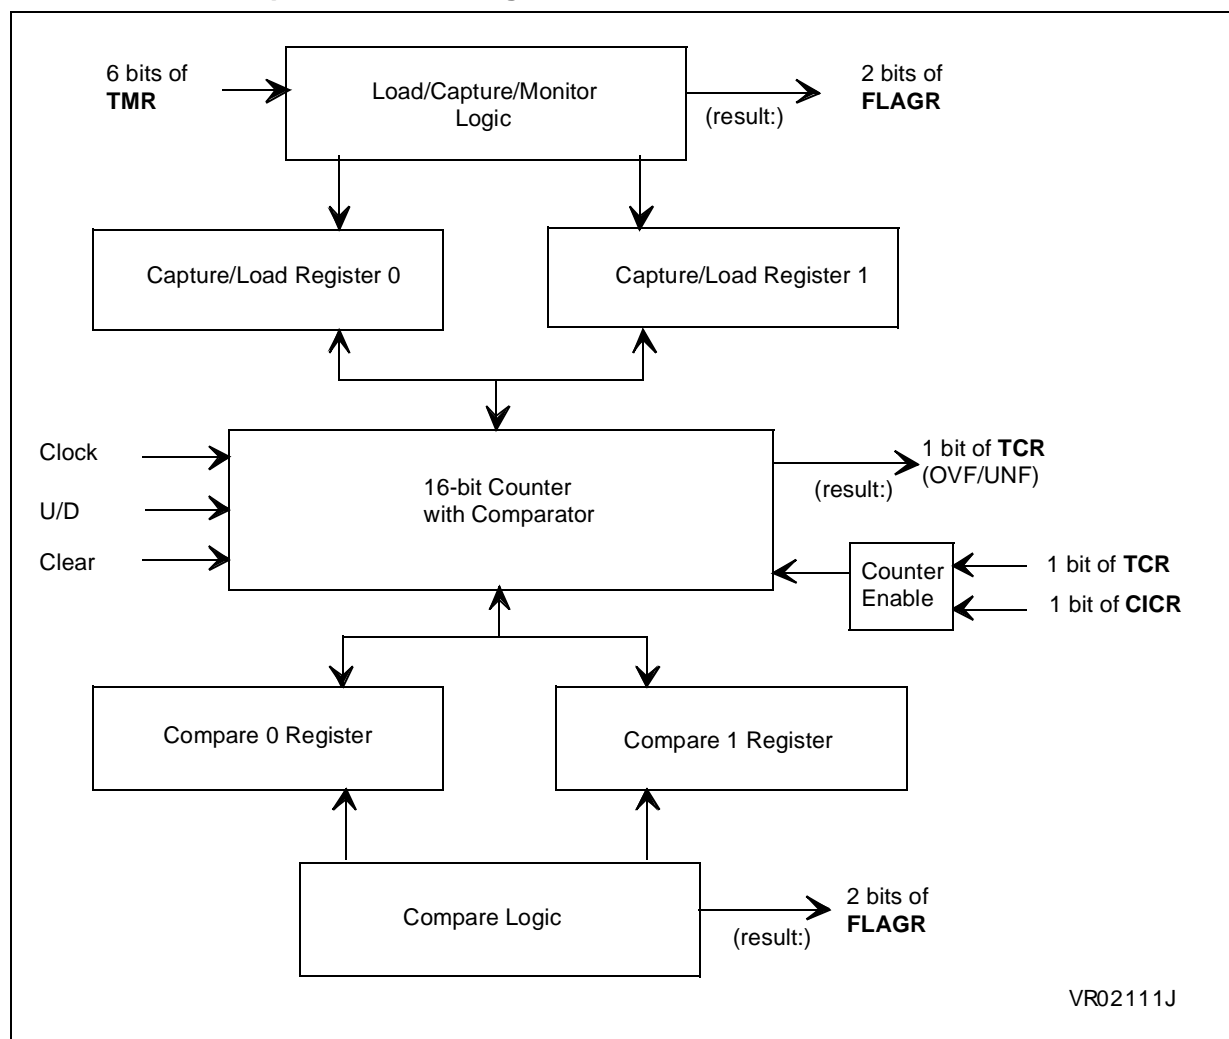 6 bits of
TMR
Load/Capture/Monitor
Logic
(result:)
2 bits of
FLAGR
Capture/Load Register 0
Capture/Load Register 1
Clock
U/D
Clear
16-bit Counter
with Comparator
(result:)
1 bit of TCR
(OVF/UNF)
Counter
Enable
1 bit of TCR
1 bit of CICR
Compare 0 Register
Compare 1 Register
Compare Logic
(result:)
2 bits of
FLAGR
VR02111J